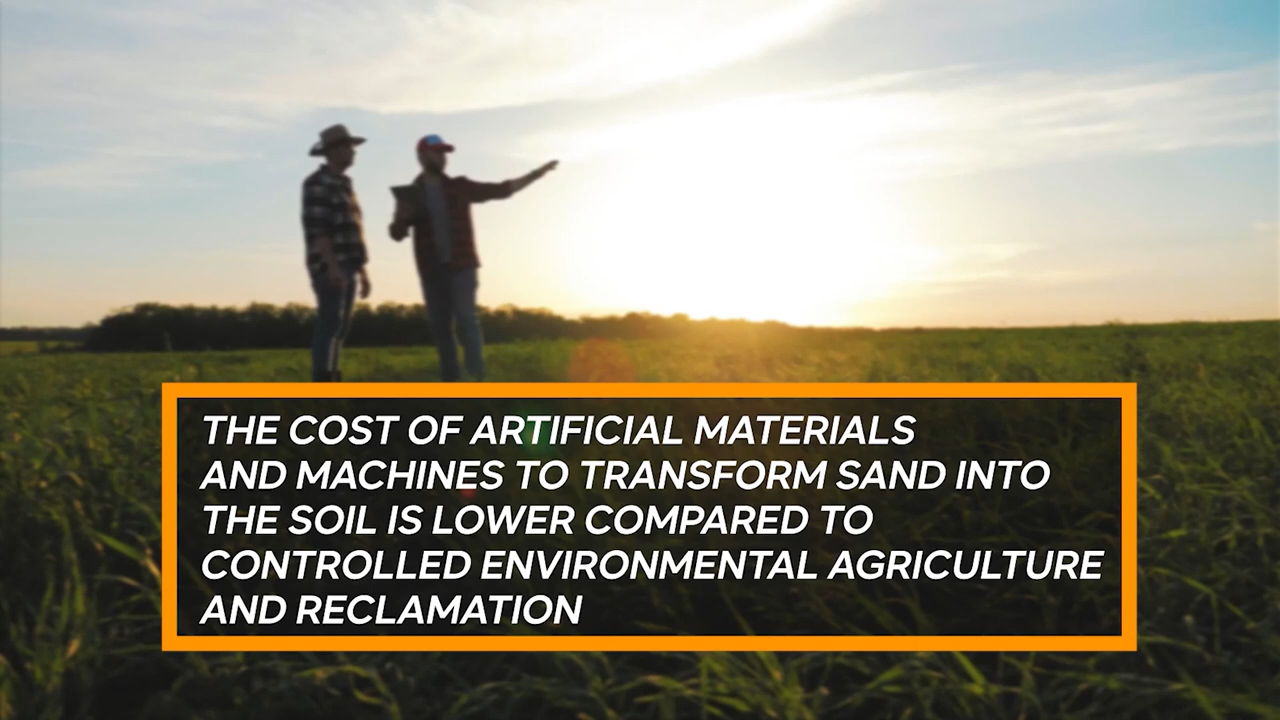 THE COST OF ARTIFICIAL MATERIALS
AND MACHINES TO TRANSFORM SAND INTO
THE SOIL IS LOWER COMPARED TO
CONTROLLED ENVIRONMENTAL AGRICULTURE
AND RECLAMATION